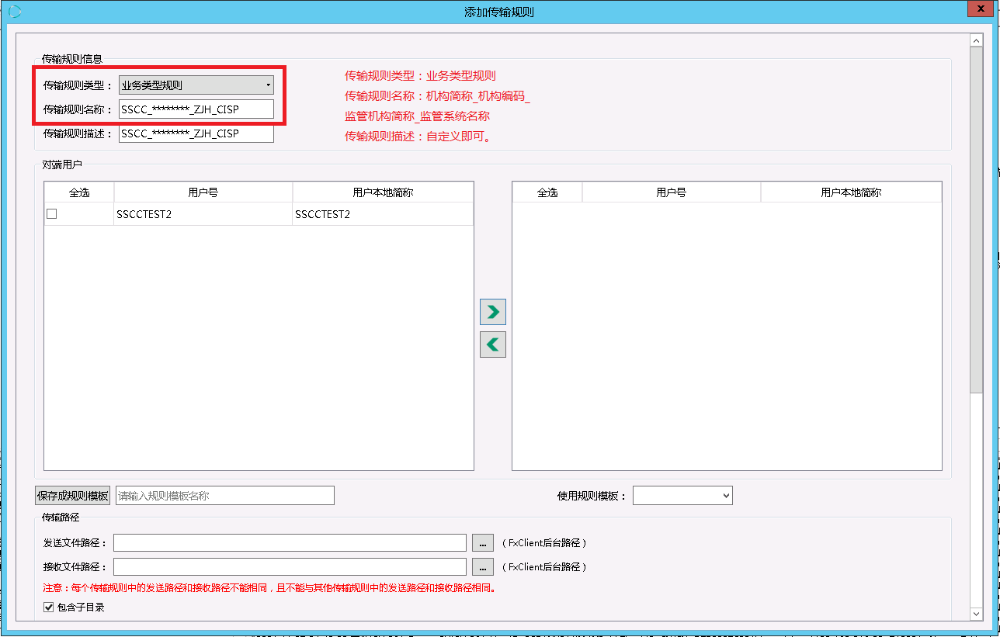 添加传输规则
x
传输规则信息
传输规则类型： 业务类型规则
传输规则名称： SSCC_********_ZJH_CISP
传输规则描述： SSCC_********_ZJH_CISP
传输规则类型：业务类型规则
传输规则名称：机构简称_机构编码_
监管机构简称_监管系统名称
传输规则描述：自定义即可。
对端用户
全选 用户号 用户本地简称
SSCCTEST2 SSCCTEST2
全选 用户号 用户本地简称
保存成规则模板 请输入规则模板名称 使用规则模板：
传输路径
发送文件路径： ... （FxClient后台路径）
接收文件路径： ... （FxClient后台路径）
注意：每个传输规则中的发送路径和接收路径不能相同，且不能与其他传输规则中的发送路径和接收路径相同。
包含子目录